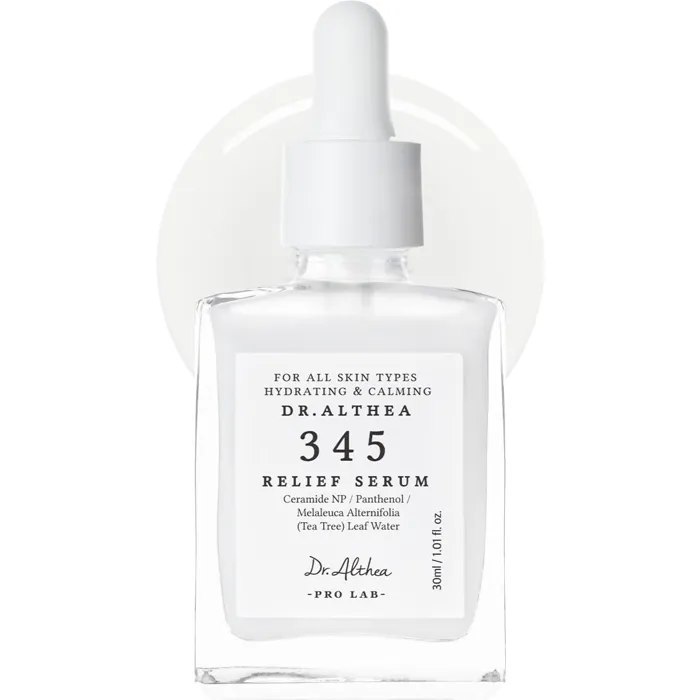 FOR ALL SKIN TYPES
HYDRATING & CALMING
DR.ALTHEA
345
RELIEF SERUM
Ceramide NP / Panthenol /
Melaleuca Alternifolia
(Tea Tree) Leaf Water
Dr.Althea
-PRO LAB-
30ml / 1.01 fl. oz.